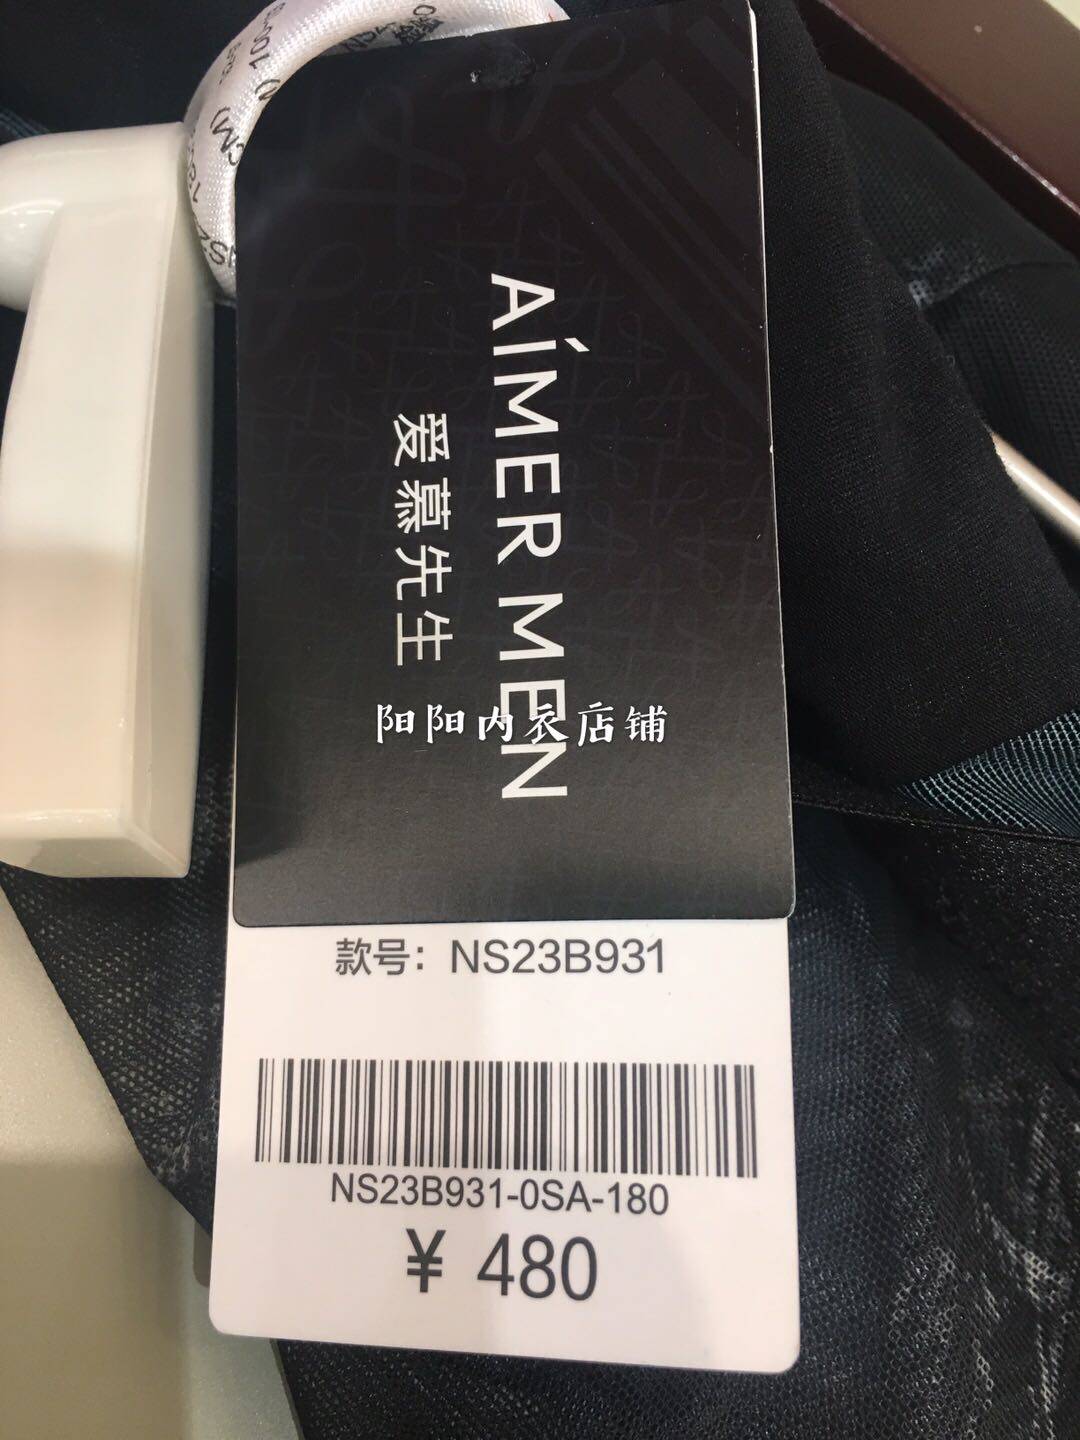 AÍMER MEN
爱慕先生
阳阳内衣店铺
款号：NS23B931
NS23B931-0SA-180
¥ 480